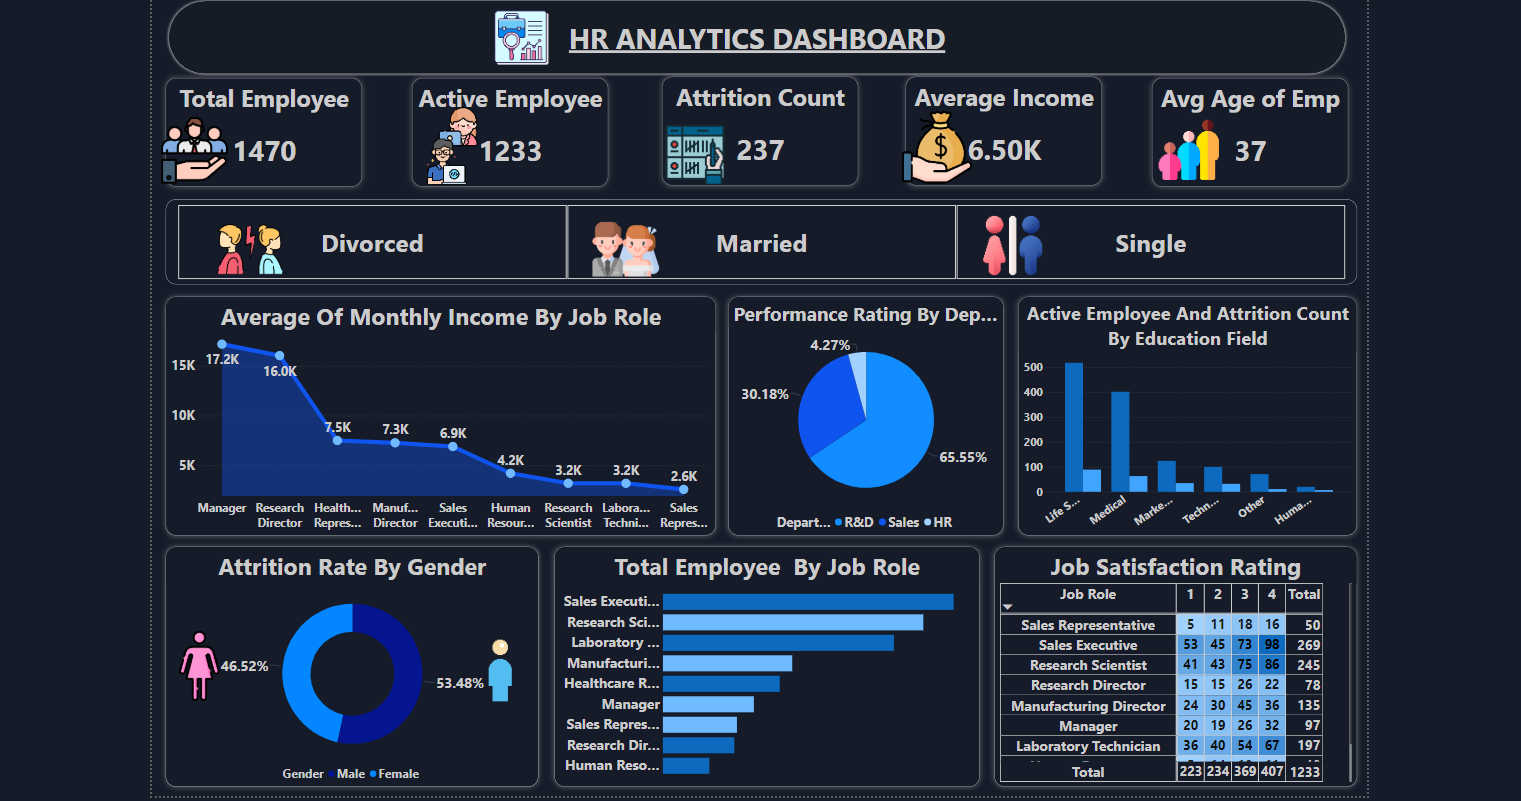 HR ANALYTICS DASHBOARD
Total Employee
1470
Active Employee
1233
Attrition Count
237
Average Income
6.50K
Avg Age of Emp
37
Divorced
Married
Single
Average Of Monthly Income By Job Role
15K
10K
5K
17.2K
16.0K
7.5K
7.3K
6.9K
4.2K
3.2K
3.2K
2.6K
Manager
Research Director
Health... Repres...
Manuf... Director
Sales Executi...
Human Resour...
Research Scientist
Labora... Techni...
Sales Repres...
Performance Rating By Dep...
4.27%
30.18%
65.55%
Depart... R&D Sales HR
Active Employee And Attrition Count
By Education Field
500
400
300
200
100
0
Life S...
Medical
Marke...
Techn...
Other
Huma...
Attrition Rate By Gender
46.52%
53.48%
Gender Male Female
Total Employee By Job Role
Sales Executi...
Research Sci...
Laboratory ...
Manufacturi...
Healthcare R...
Manager
Sales Repres...
Research Dir...
Human Reso...
Job Satisfaction Rating
Job Role 1 2 3 4 Total
Sales Representative 5 11 18 16 50
Sales Executive 53 45 73 98 269
Research Scientist 41 43 75 86 245
Research Director 15 15 26 22 78
Manufacturing Director 24 30 45 36 135
Manager 20 19 26 32 97
Laboratory Technician 36 40 54 67 197
Total 223 234 369 407 1233